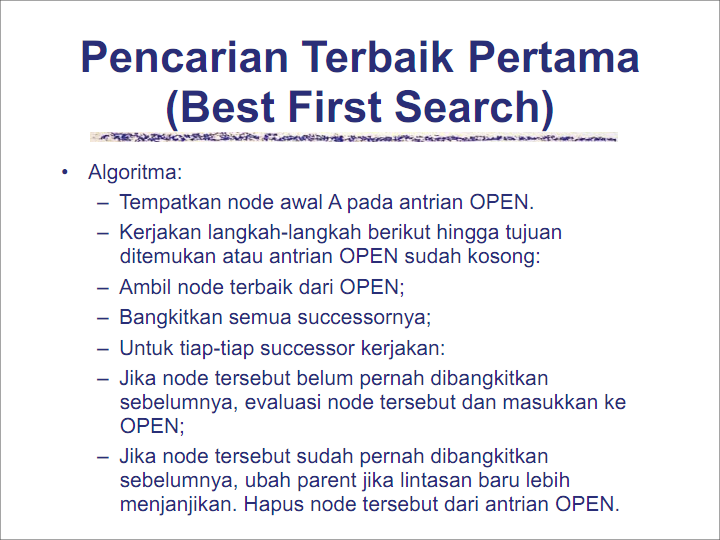 Pencarian Terbaik Pertama
(Best First Search)
• Algoritma:
– Tempatkan node awal A pada antrian OPEN.
– Kerjakan langkah-langkah berikut hingga tujuan
ditemukan atau antrian OPEN sudah kosong:
– Ambil node terbaik dari OPEN;
– Bangkitkan semua successornya;
– Untuk tiap-tiap successor kerjakan:
– Jika node tersebut belum pernah dibangkitkan
sebelumnya, evaluasi node tersebut dan masukkan ke
OPEN;
– Jika node tersebut sudah pernah dibangkitkan
sebelumnya, ubah parent jika lintasan baru lebih
menjanjikan. Hapus node tersebut dari antrian OPEN.